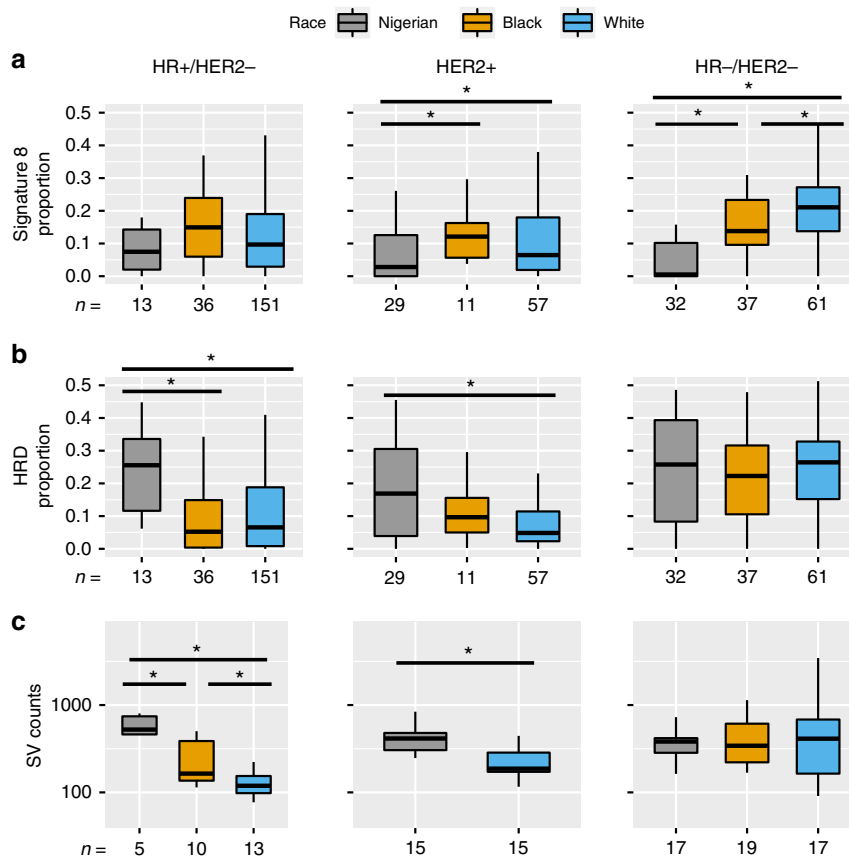 Race Nigerian Black White
a
HR+/HER2– HER2+ HR–/HER2–
* * * * *
Signature 8
proportion
0.5
0.4
0.3
0.2
0.1
0.0
n = 13 36 151 29 11 57 32 37 61
b
* * *
HRD
proportion
0.5
0.4
0.3
0.2
0.1
0.0
n = 13 36 151 29 11 57 32 37 61
c
* * * *
SV counts
1000
100
n = 5 10 13 15 15 17 19 17